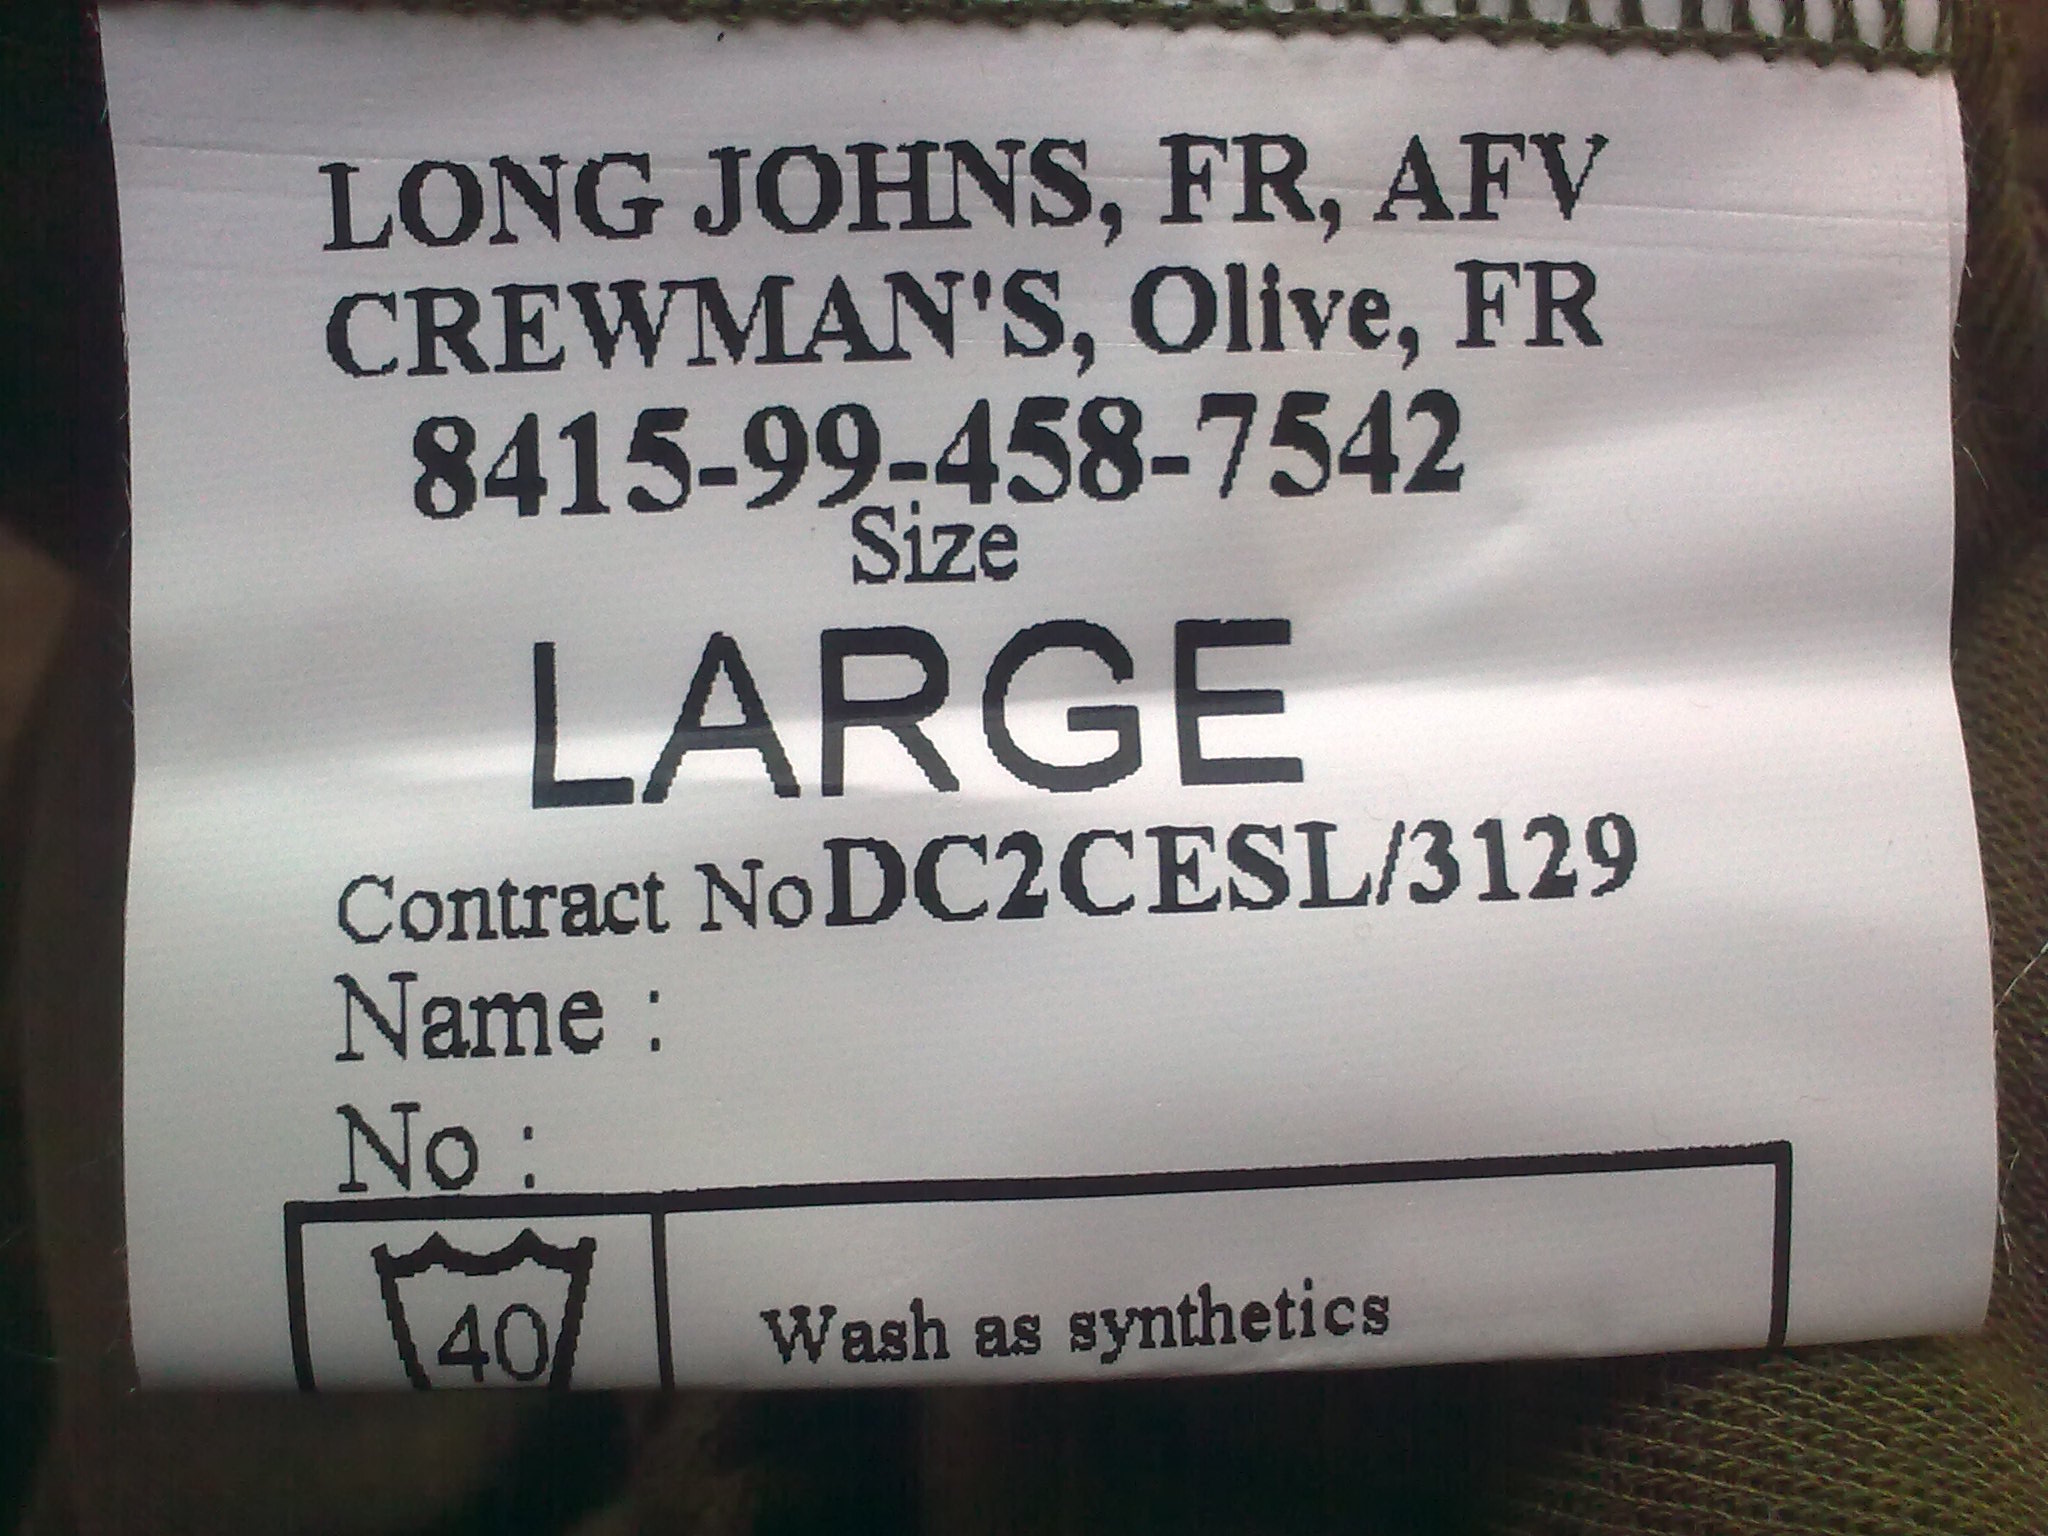 LONG JOHNS, FR, AFV
CREWMAN'S, Olive, FR
8415-99-458-7542
Size
LARGE
Contract No DC2CESL/3129
Name :
No :
40
Wash as synthetics